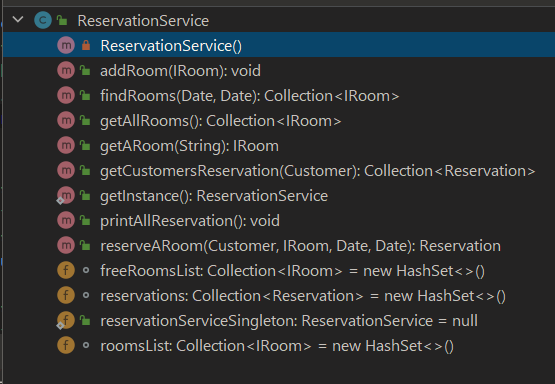 ReservationService
ReservationService()
addRoom(IRoom): void
findRooms(Date, Date): Collection<IRoom>
getAllRooms(): Collection<IRoom>
getARoom(String): IRoom
getCustomersReservation(Customer): Collection<Reservation>
getInstance(): ReservationService
printAllReservation(): void
reserveARoom(Customer, IRoom, Date, Date): Reservation
freeRoomsList: Collection<IRoom> = new HashSet<>()
reservations: Collection<Reservation> = new HashSet<>()
reservationServiceSingleton: ReservationService = null
roomsList: Collection<IRoom> = new HashSet<>()